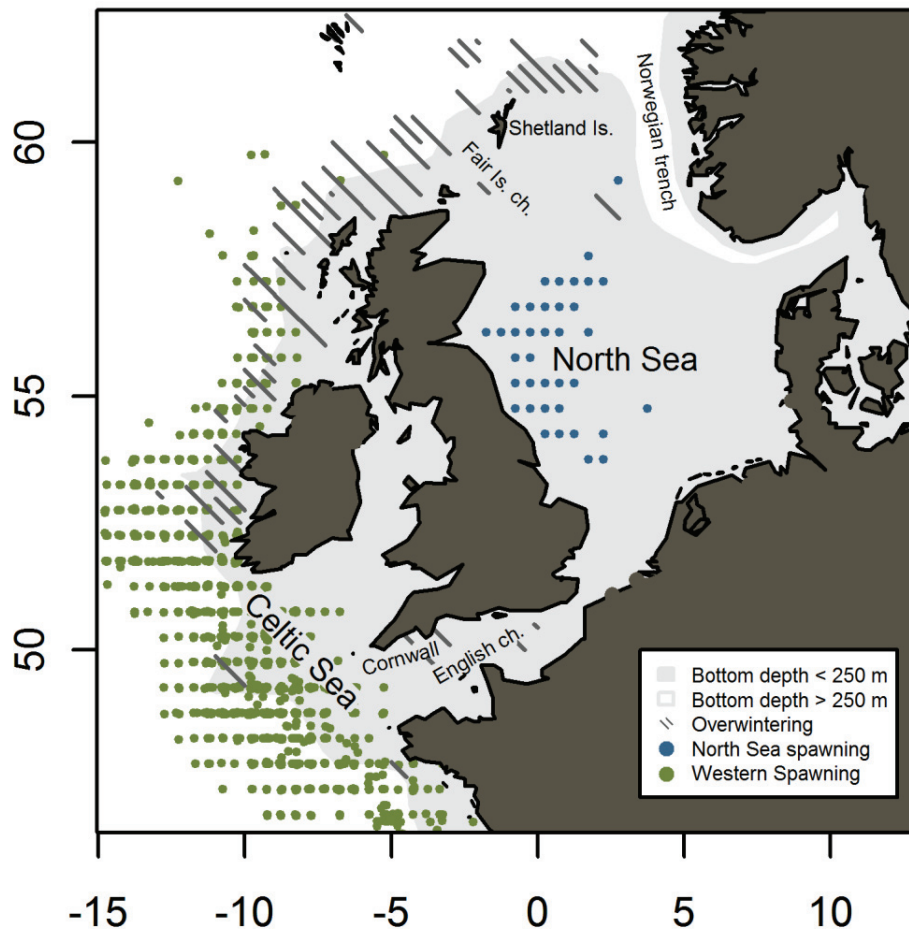 60
55
50
Shetland Is.
Norwegian trench
Fair Is. ch.
North Sea
Celtic Sea
Cornwall
English ch.
Bottom depth < 250 m
Bottom depth > 250 m
Overwintering
North Sea spawning
Western Spawning
-15 -10 -5 0 5 10